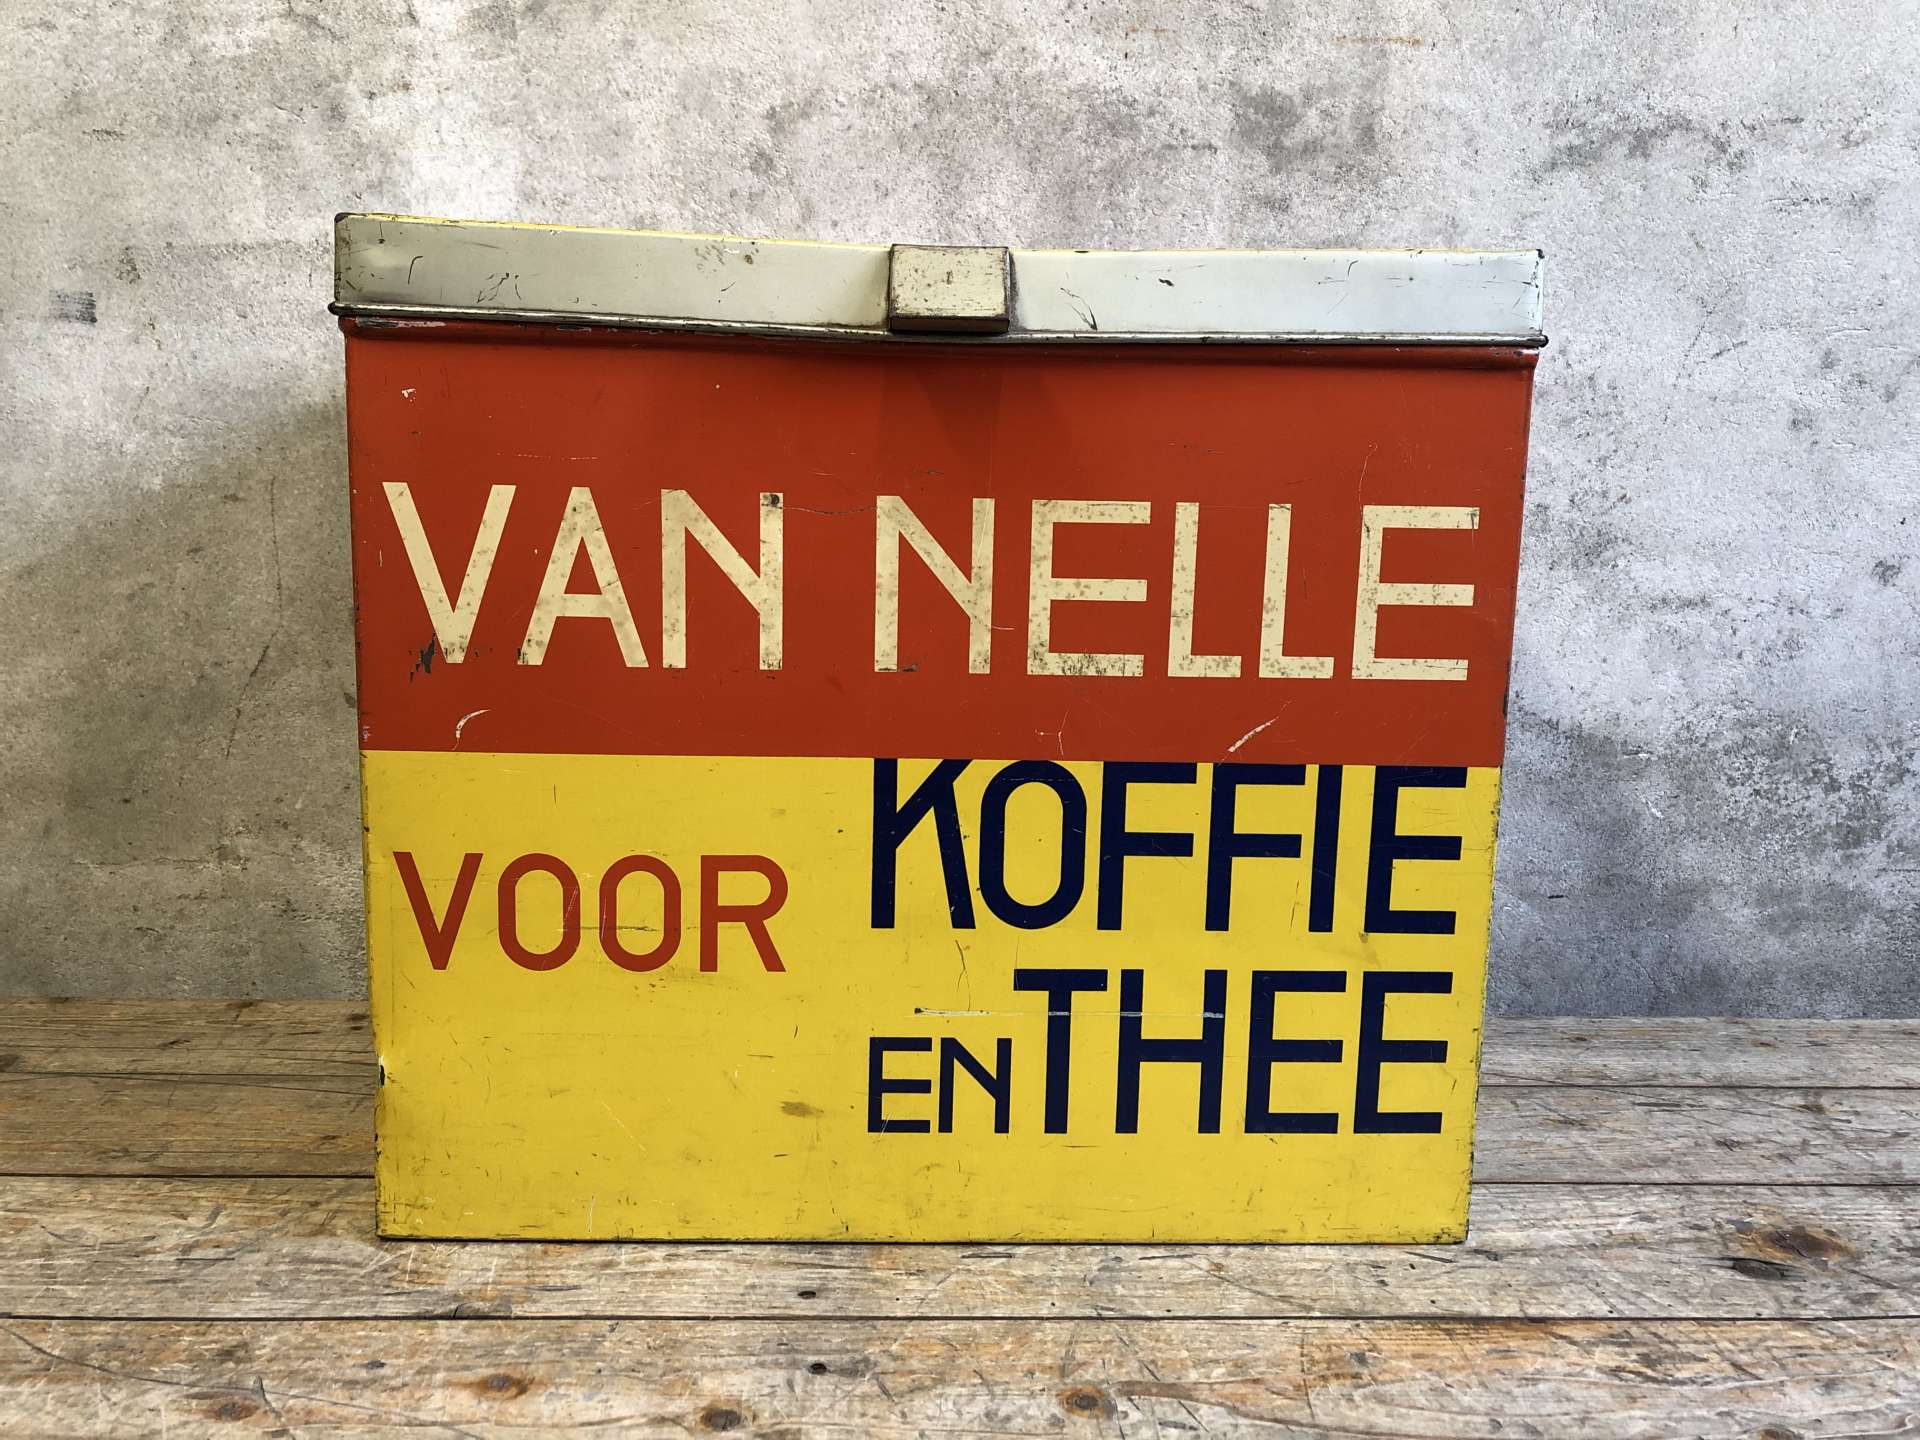 VAN NELLE
VOOR KOFFIE
EN THEE